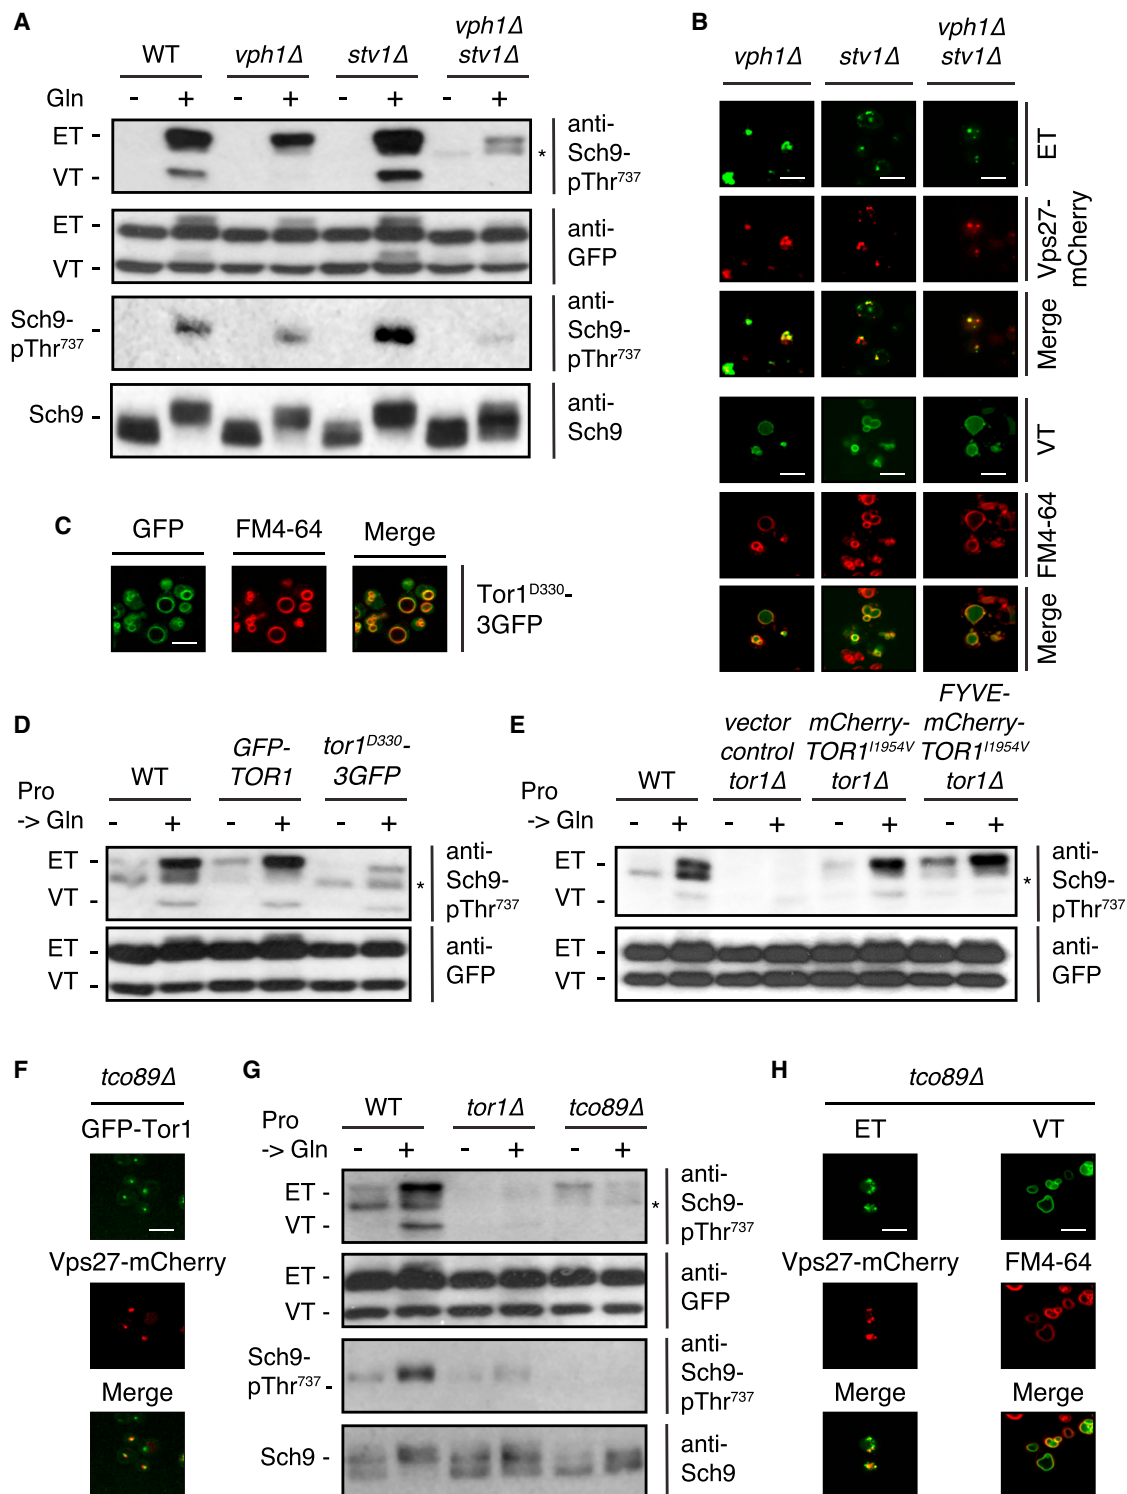 A
WT
vph1Δ
stv1Δ
vph1Δ
stv1Δ
Gln
- + - + - + - +
ET -
VT -
*
anti-
Sch9-
pThr737
ET -
VT -
anti-
GFP
Sch9-
pThr737 -
anti-
Sch9-
pThr737
Sch9 -
anti-
Sch9
B
vph1Δ
stv1Δ
vph1Δ
stv1Δ
ET
Vps27-
mCherry
Merge
VT
FM4-64
Merge
C
GFP
FM4-64
Merge
Tor1D330-
3GFP
D
WT
GFP-
TOR1
tor1D330-
3GFP
Pro
-> Gln
- + - + - +
ET -
VT -
*
anti-
Sch9-
pThr737
ET -
VT -
anti-
GFP
E
WT
vector
control
tor1Δ
mCherry-
TOR1I1954V
tor1Δ
FYVE-
mCherry-
TOR1I1954V
tor1Δ
Pro
-> Gln
- + - + - + - +
ET -
VT -
*
anti-
Sch9-
pThr737
ET -
VT -
anti-
GFP
F
tco89Δ
GFP-Tor1
Vps27-mCherry
Merge
G
WT
tor1Δ
tco89Δ
Pro
-> Gln
- + - + - +
ET -
VT -
*
anti-
Sch9-
pThr737
ET -
VT -
anti-
GFP
Sch9-
pThr737 -
anti-
Sch9-
pThr737
Sch9 -
anti-
Sch9
H
tco89Δ
ET
VT
Vps27-mCherry
FM4-64
Merge
Merge